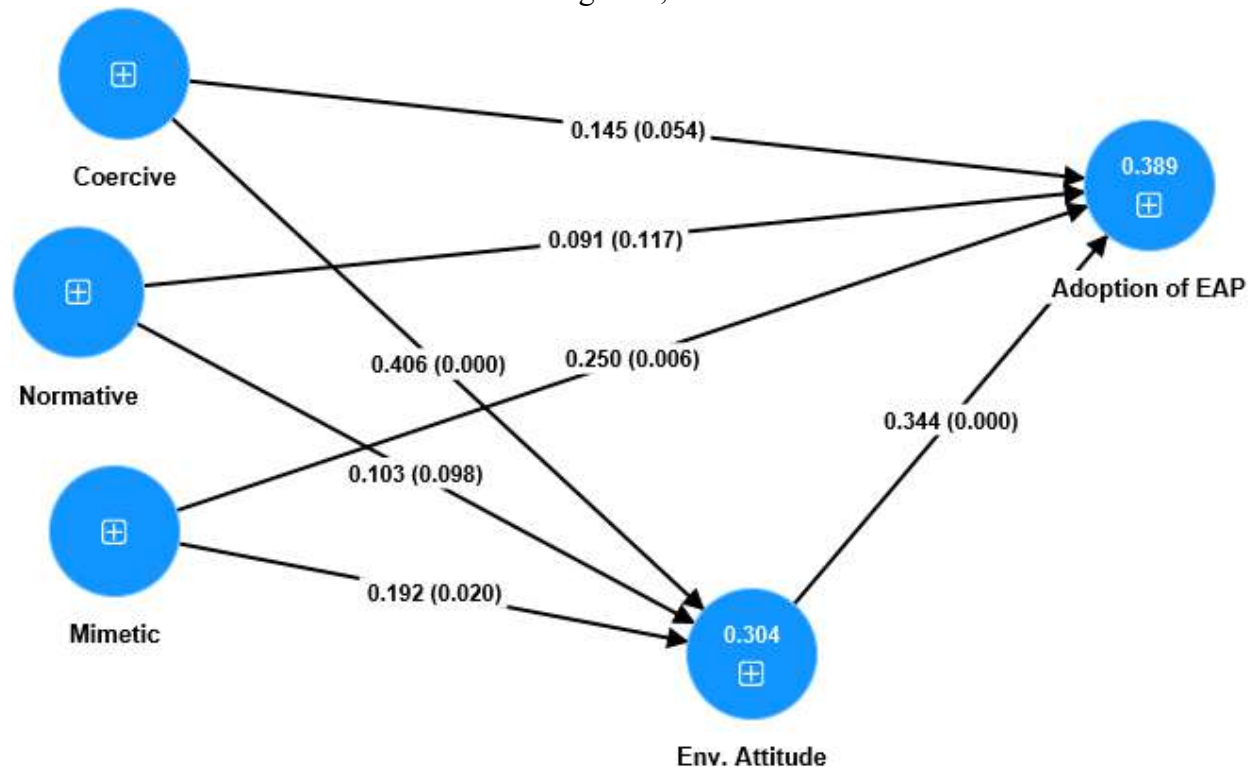 0.145 (0.054)
0.389
Coercive
0.091 (0.117)
Adoption of EAP
0.406 (0.000)
0.250 (0.006)
Normative
0.344 (0.000)
0.103 (0.098)
0.192 (0.020)
Mimetic
0.304
Env. Attitude